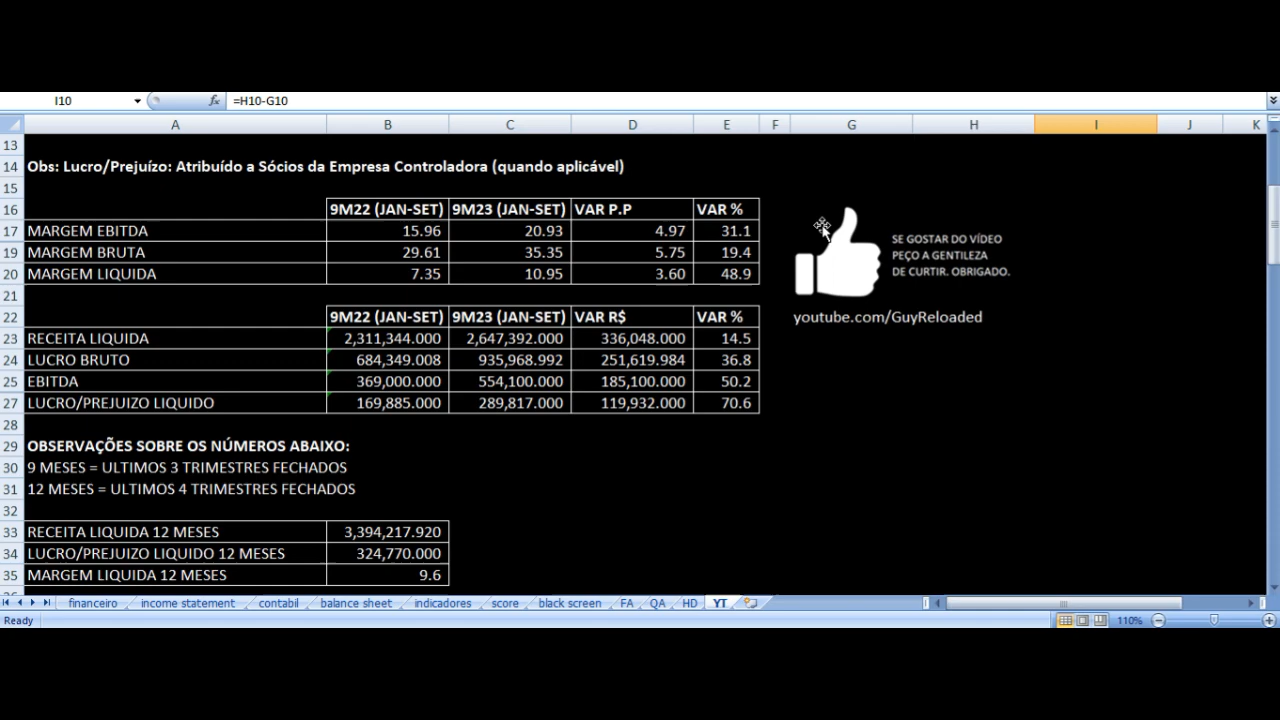 I10 fx =H10-G10
A B C D E F G H I J K
13
14 Obs: Lucro/Prejuízo: Atribuído a Sócios da Empresa Controladora (quando aplicável)
15
16 9M22 (JAN-SET) 9M23 (JAN-SET) VAR P.P VAR %
17 MARGEM EBITDA 15.96 20.93 4.97 31.1
19 MARGEM BRUTA 29.61 35.35 5.75 19.4
20 MARGEM LIQUIDA 7.35 10.95 3.60 48.9
SE GOSTAR DO VÍDEO
PEÇO A GENTILEZA
DE CURTIR. OBRIGADO.
youtube.com/GuyReloaded
21
22 9M22 (JAN-SET) 9M23 (JAN-SET) VAR R$ VAR %
23 RECEITA LIQUIDA 2,311,344.000 2,647,392.000 336,048.000 14.5
24 LUCRO BRUTO 684,349.008 935,968.992 251,619.984 36.8
25 EBITDA 369,000.000 554,100.000 185,100.000 50.2
27 LUCRO/PREJUIZO LIQUIDO 169,885.000 289,817.000 119,932.000 70.6
28
29 OBSERVAÇÕES SOBRE OS NÚMEROS ABAIXO:
30 9 MESES = ULTIMOS 3 TRIMESTRES FECHADOS
31 12 MESES = ULTIMOS 4 TRIMESTRES FECHADOS
32
33 RECEITA LIQUIDA 12 MESES 3,394,217.920
34 LUCRO/PREJUIZO LIQUIDO 12 MESES 324,770.000
35 MARGEM LIQUIDA 12 MESES 9.6
financeiro income statement contabil balance sheet indicadores score black screen FA QA HD YT
Ready 110%